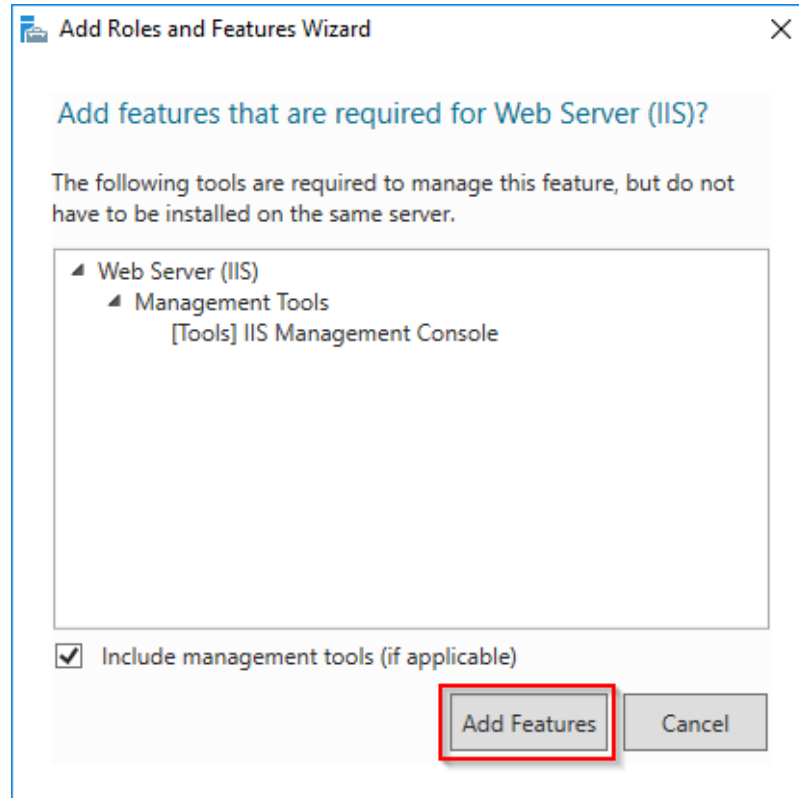 Add Roles and Features Wizard
Add features that are required for Web Server (IIS)?
The following tools are required to manage this feature, but do not
have to be installed on the same server.
Web Server (IIS)
Management Tools
[Tools] IIS Management Console
Include management tools (if applicable)
Add Features
Cancel